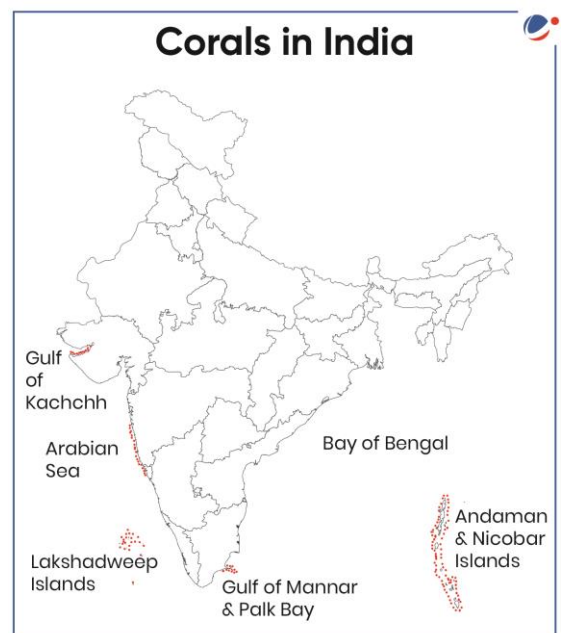 Corals in India
Gulf
of
Kachchh
Arabian
Sea
Bay of Bengal
Lakshadweep
Islands
Gulf of Mannar
& Palk Bay
Andaman
& Nicobar
Islands